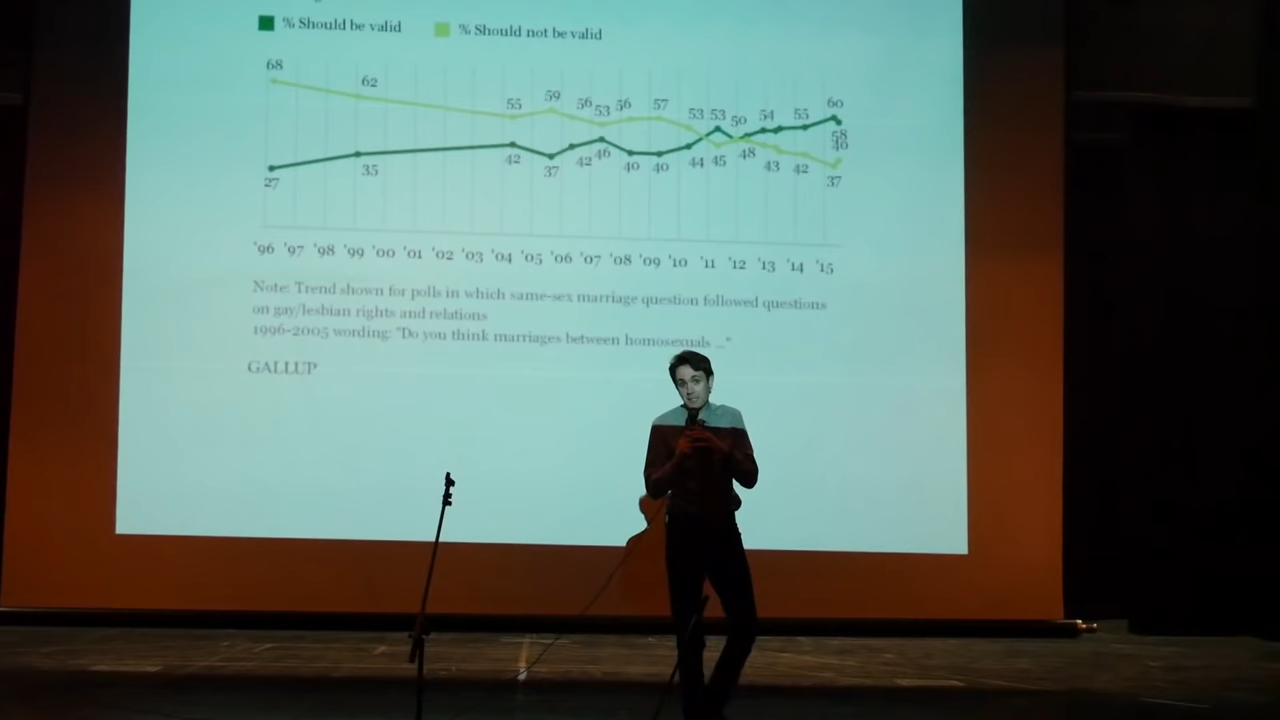 % Should be valid % Should not be valid
68 62 55 59 56 53 56 57 53 53 50 54 55 60
58
40
27 35 42 37 42 46 40 40 44 45 48 43 42 37
'96 '97 '98 '99 '00 '01 '02 '03 '04 '05 '06 '07 '08 '09 '10 '11 '12 '13 '14 '15
Note: Trend shown for polls in which same-sex marriage question followed questions
on gay/lesbian rights and relations
1996-2005 wording: "Do you think marriages between homosexuals ..."
GALLUP